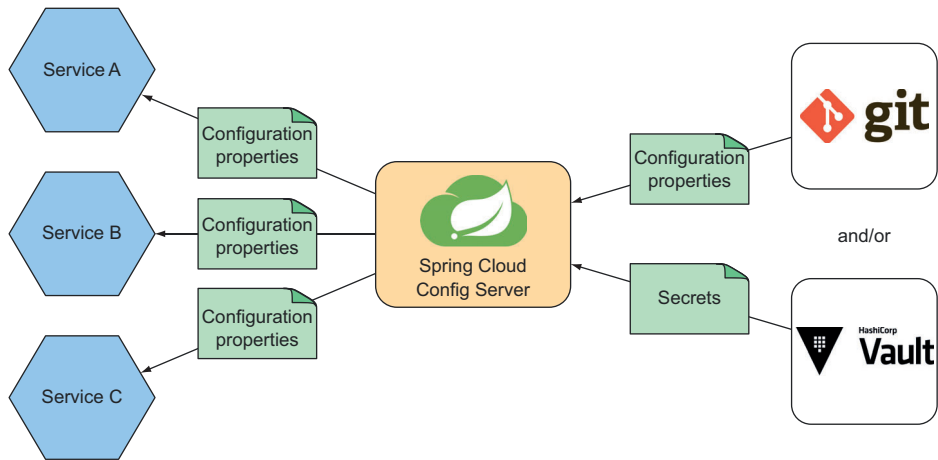 Service A
Configuration
properties
Service B
Configuration
properties
Service C
Configuration
properties
Spring Cloud
Config Server
Configuration
properties
git
and/or
Secrets
HashiCorp
Vault